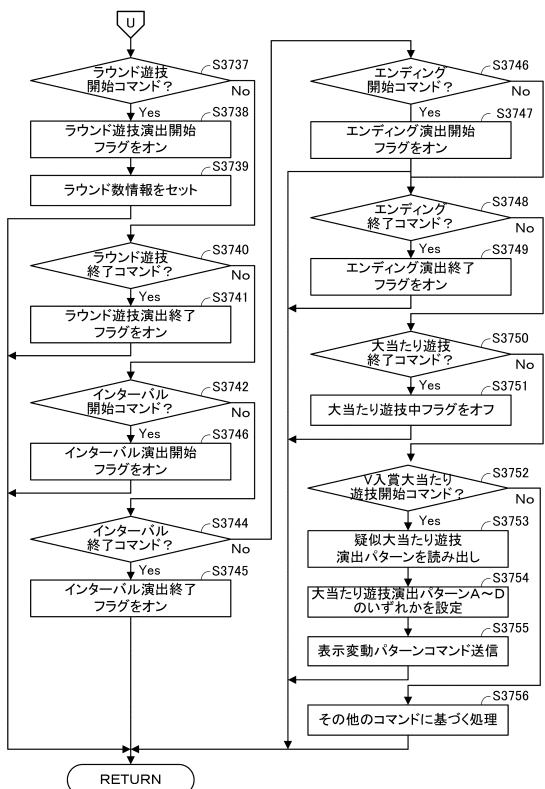 U
ラウンド遊技
開始コマンド?
S3737
No
Yes
S3738
ラウンド遊技演出開始
フラグをオン
S3739
ラウンド数情報をセット
ラウンド遊技
終了コマンド?
S3740
No
Yes
S3741
ラウンド遊技演出終了
フラグをオン
インターバル
開始コマンド?
S3742
No
Yes
S3746
インターバル演出開始
フラグをオン
インターバル
終了コマンド?
S3744
No
Yes
S3745
インターバル演出終了
フラグをオン
RETURN
エンディング
開始コマンド?
S3746
No
Yes
S3747
エンディング演出開始
フラグをオン
エンディング
終了コマンド?
S3748
No
Yes
S3749
エンディング演出終了
フラグをオン
大当たり遊技
終了コマンド?
S3750
No
Yes
S3751
大当たり遊技中フラグをオフ
V入賞大当たり
遊技開始コマンド?
S3752
No
Yes
S3753
疑似大当たり遊技
演出パターンを読み出し
S3754
大当たり遊技演出パターンA~D
のいずれかを設定
S3755
表示変動パターンコマンド送信
S3756
その他のコマンドに基づく処理